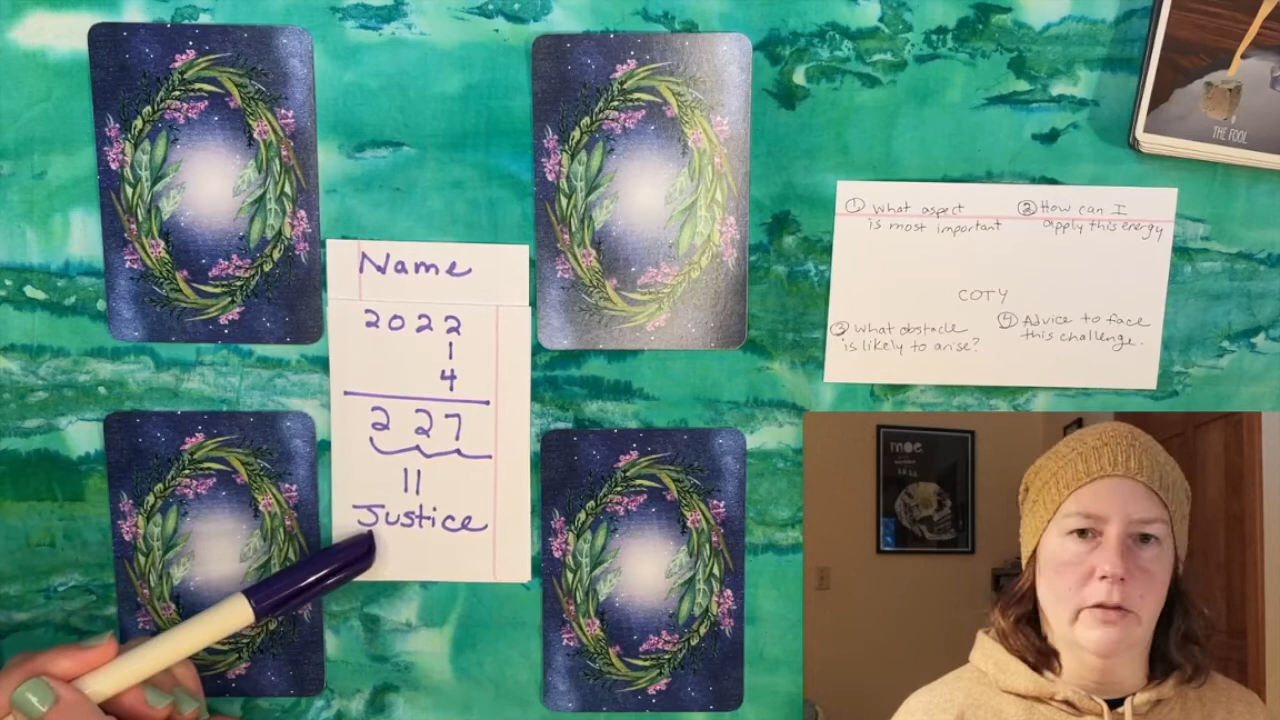 Name
2022
1
4
227
11
Justice
① What aspect
is most important
② How can I
apply this energy
COTY
③ What obstacle
is likely to arise?
④ Advice to face
this challenge.
THE FOOL
moe.